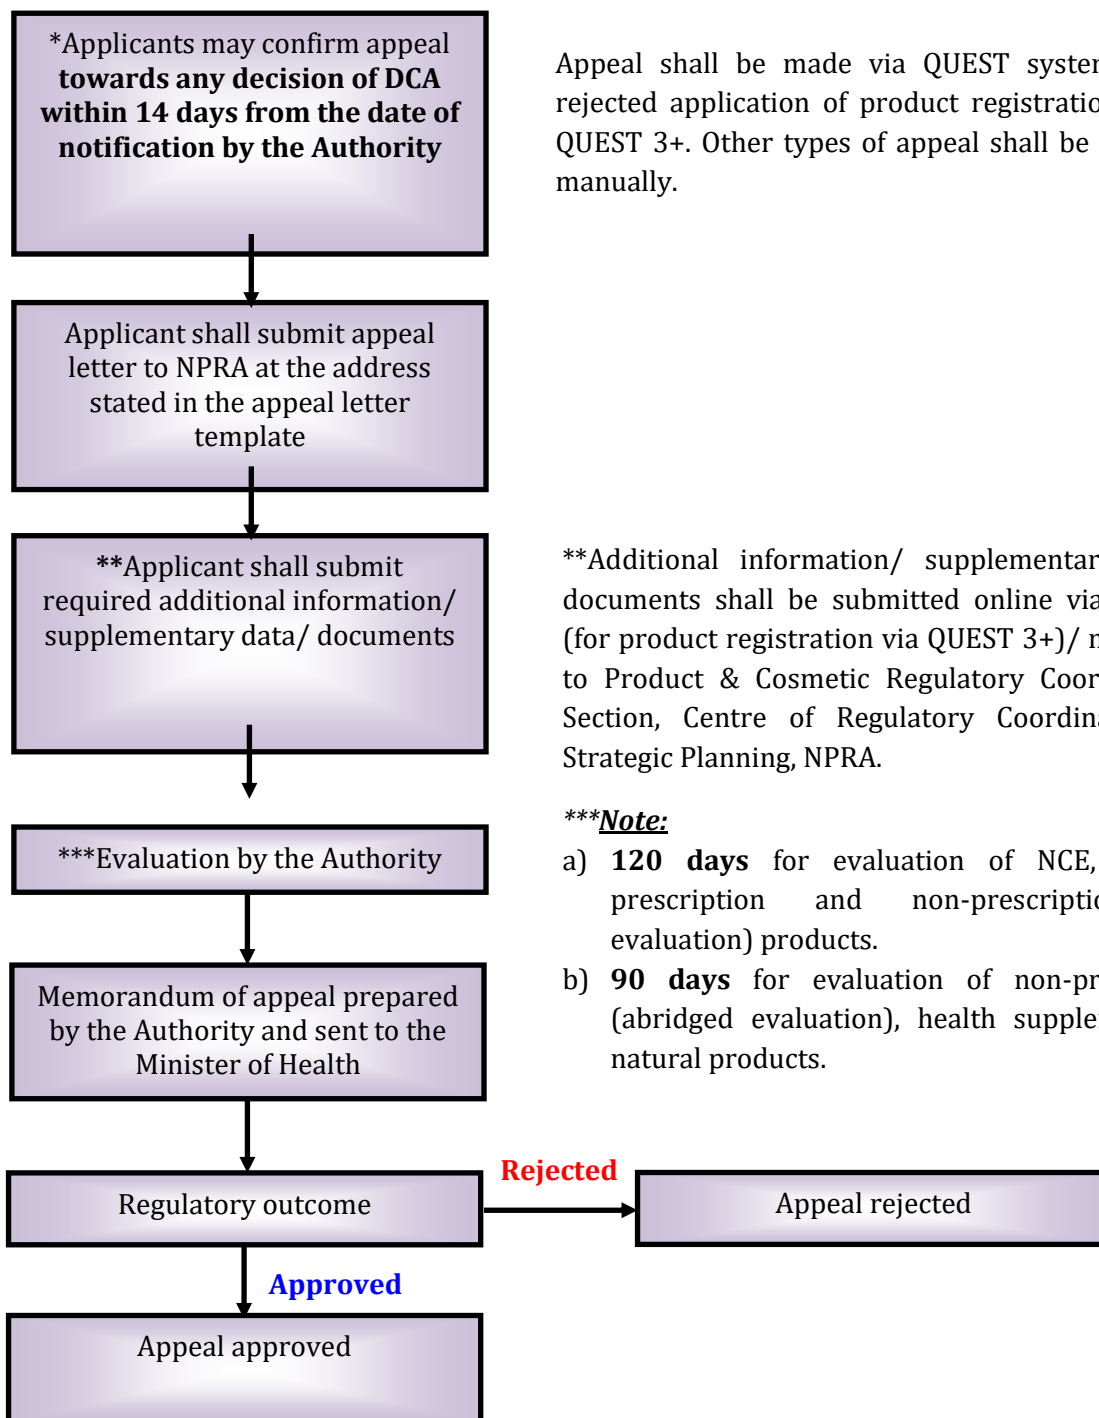 *Applicants may confirm appeal
towards any decision of DCA
within 14 days from the date of
notification by the Authority
Appeal shall be made via QUEST
rejected application of product
QUEST 3+. Other types of appeal shall be
manually.
Applicant shall submit appeal
letter to NPRA at the address
stated in the appeal letter
template
**Applicant shall submit
required additional information/
supplementary data/ documents
**Additional information/
documents shall be submitted online via
(for product registration via QUEST 3+)/
to Product & Cosmetic Regulatory
Section, Centre of Regulatory
Strategic Planning, NPRA.
***Note:
a) 120 days for evaluation of NCE,
prescription and
evaluation) products.
b) 90 days for evaluation of
(abridged evaluation), health
natural products.
***Evaluation by the Authority
Memorandum of appeal prepared
by the Authority and sent to the
Minister of Health
Regulatory outcome
Rejected
Appeal rejected
Approved
Appeal approved